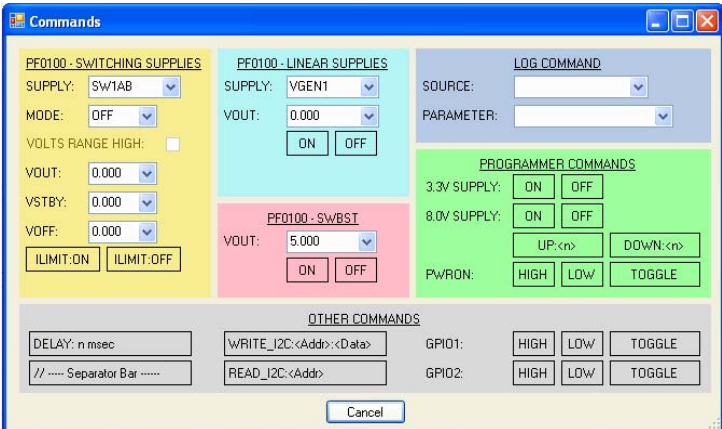 Commands
PF0100 - SWITCHING SUPPLIES
SUPPLY: SW1AB
MODE: OFF
VOLTS RANGE HIGH:
VOUT: 0.000
VSTBY: 0.000
VOFF: 0.000
ILIMIT:ON ILIMIT:OFF
PF0100 - LINEAR SUPPLIES
SUPPLY: VGEN1
VOUT: 0.000
ON OFF
PF0100 - SWBST
VOUT: 5.000
ON OFF
LOG COMMAND
SOURCE:
PARAMETER:
PROGRAMMER COMMANDS
3.3V SUPPLY: ON OFF
8.0V SUPPLY: ON OFF
UP:<n> DOWN:<n>
PWRON: HIGH LOW TOGGLE
OTHER COMMANDS
DELAY: n msec WRITE_I2C:<Addr>:<Data> GPIO1: HIGH LOW TOGGLE
// ----- Separator Bar ------ READ_I2C:<Addr> GPIO2: HIGH LOW TOGGLE
Cancel